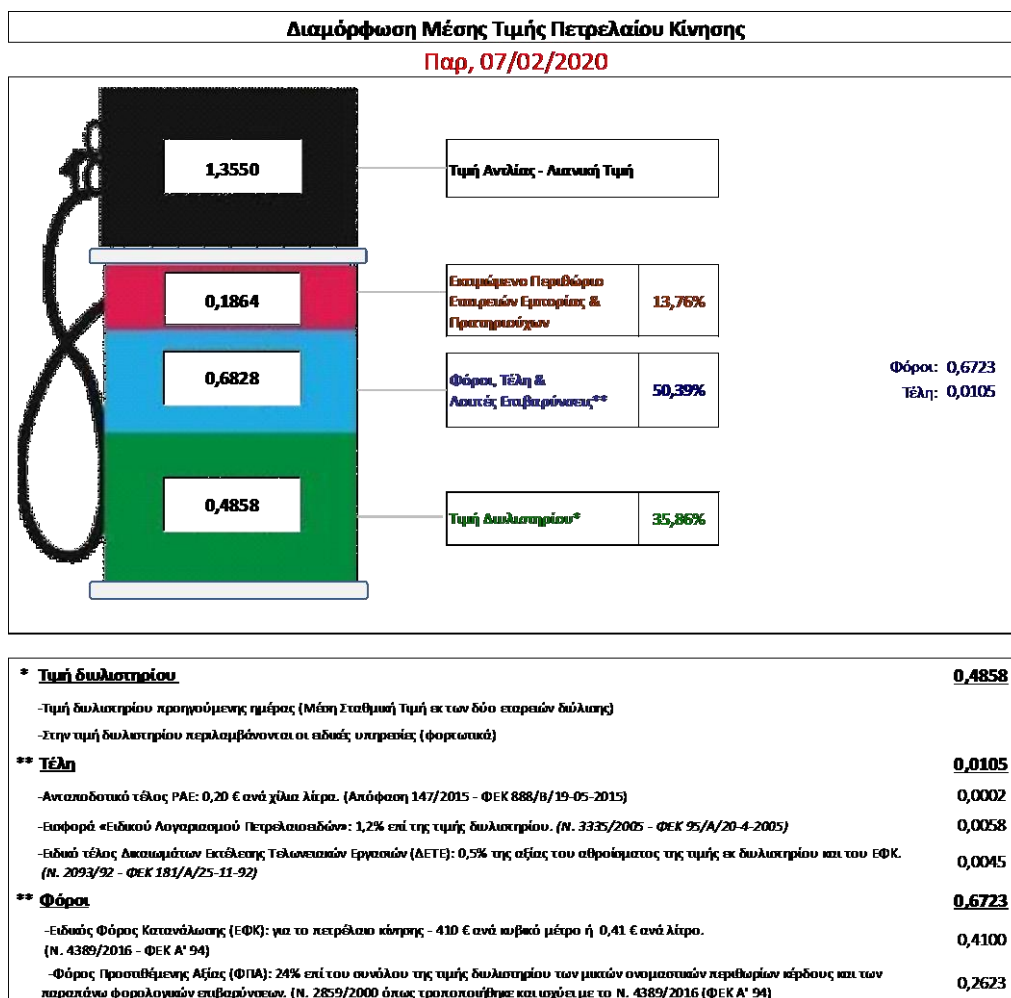 Διαμόρφωση Μέσης Τιμής Πετρελαίου Κίνησης
Παρ, 07/02/2020
1,3550
Τιμή Αντλίας - Λιανική Τιμή
0,1864
Εκτιμώμενο Περιθώριο
Εταιρειών Εμπορίας &
Πρατηριούχων
13,76%
0,6828
Φόροι, Τέλη &
Λοιπές Επιβαρύνσεις**
50,39%
Φόροι: 0,6723
Τέλη: 0,0105
0,4858
Τιμή Διυλιστηρίου*
35,86%
* Τιμή διυλιστηρίου 0,4858
-Τιμή διυλιστηρίου προηγούμενης ημέρας (Μέση Σταθμική Τιμή εκ των δύο εταρειών διύλισης)
-Στην τιμή διυλιστηρίου περιλαμβάνονται οι ειδικές υπηρεσίες (φορτωτικά)
** Τέλη 0,0105
-Ανταποδοτικό τέλος ΡΑΕ: 0,20 € ανά χίλια λίτρα. (Απόφαση 147/2015 - ΦΕΚ 888/Β/19-05-2015) 0,0002
-Εισφορά «Ειδικού Λογαριασμού Πετρελαιοειδών»: 1,2% επί της τιμής διυλιστηρίου. (Ν. 3335/2005 - ΦΕΚ 95/Α/20-4-2005) 0,0058
-Ειδικό τέλος Δικαιωμάτων Εκτέλεσης Τελωνειακών Εργασιών (ΔΕΤΕ): 0,5% της αξίας του αθροίσματος της τιμής εκ διυλιστηρίου και του ΕΦΚ.
(Ν. 2093/92 - ΦΕΚ 181/Α/25-11-92) 0,0045
** Φόροι 0,6723
-Ειδικός Φόρος Κατανάλωσης (ΕΦΚ): για το πετρέλαιο κίνησης - 410 € ανά κυβικό μέτρο ή 0,41 € ανά λίτρο.
(Ν. 4389/2016 - ΦΕΚ Α' 94) 0,4100
-Φόρος Προστιθέμενης Αξίας (ΦΠΑ): 24% επί του συνόλου της τιμής διυλιστηρίου των μικτών ονομαστικών περιθωρίων κέρδους και των
παραπάνω φορολογικών επιβαρύνσεων. (Ν. 2859/2000 όπως τροποποιήθηκε και ισχύει με το Ν. 4389/2016 (ΦΕΚ Α' 94) 0,2623